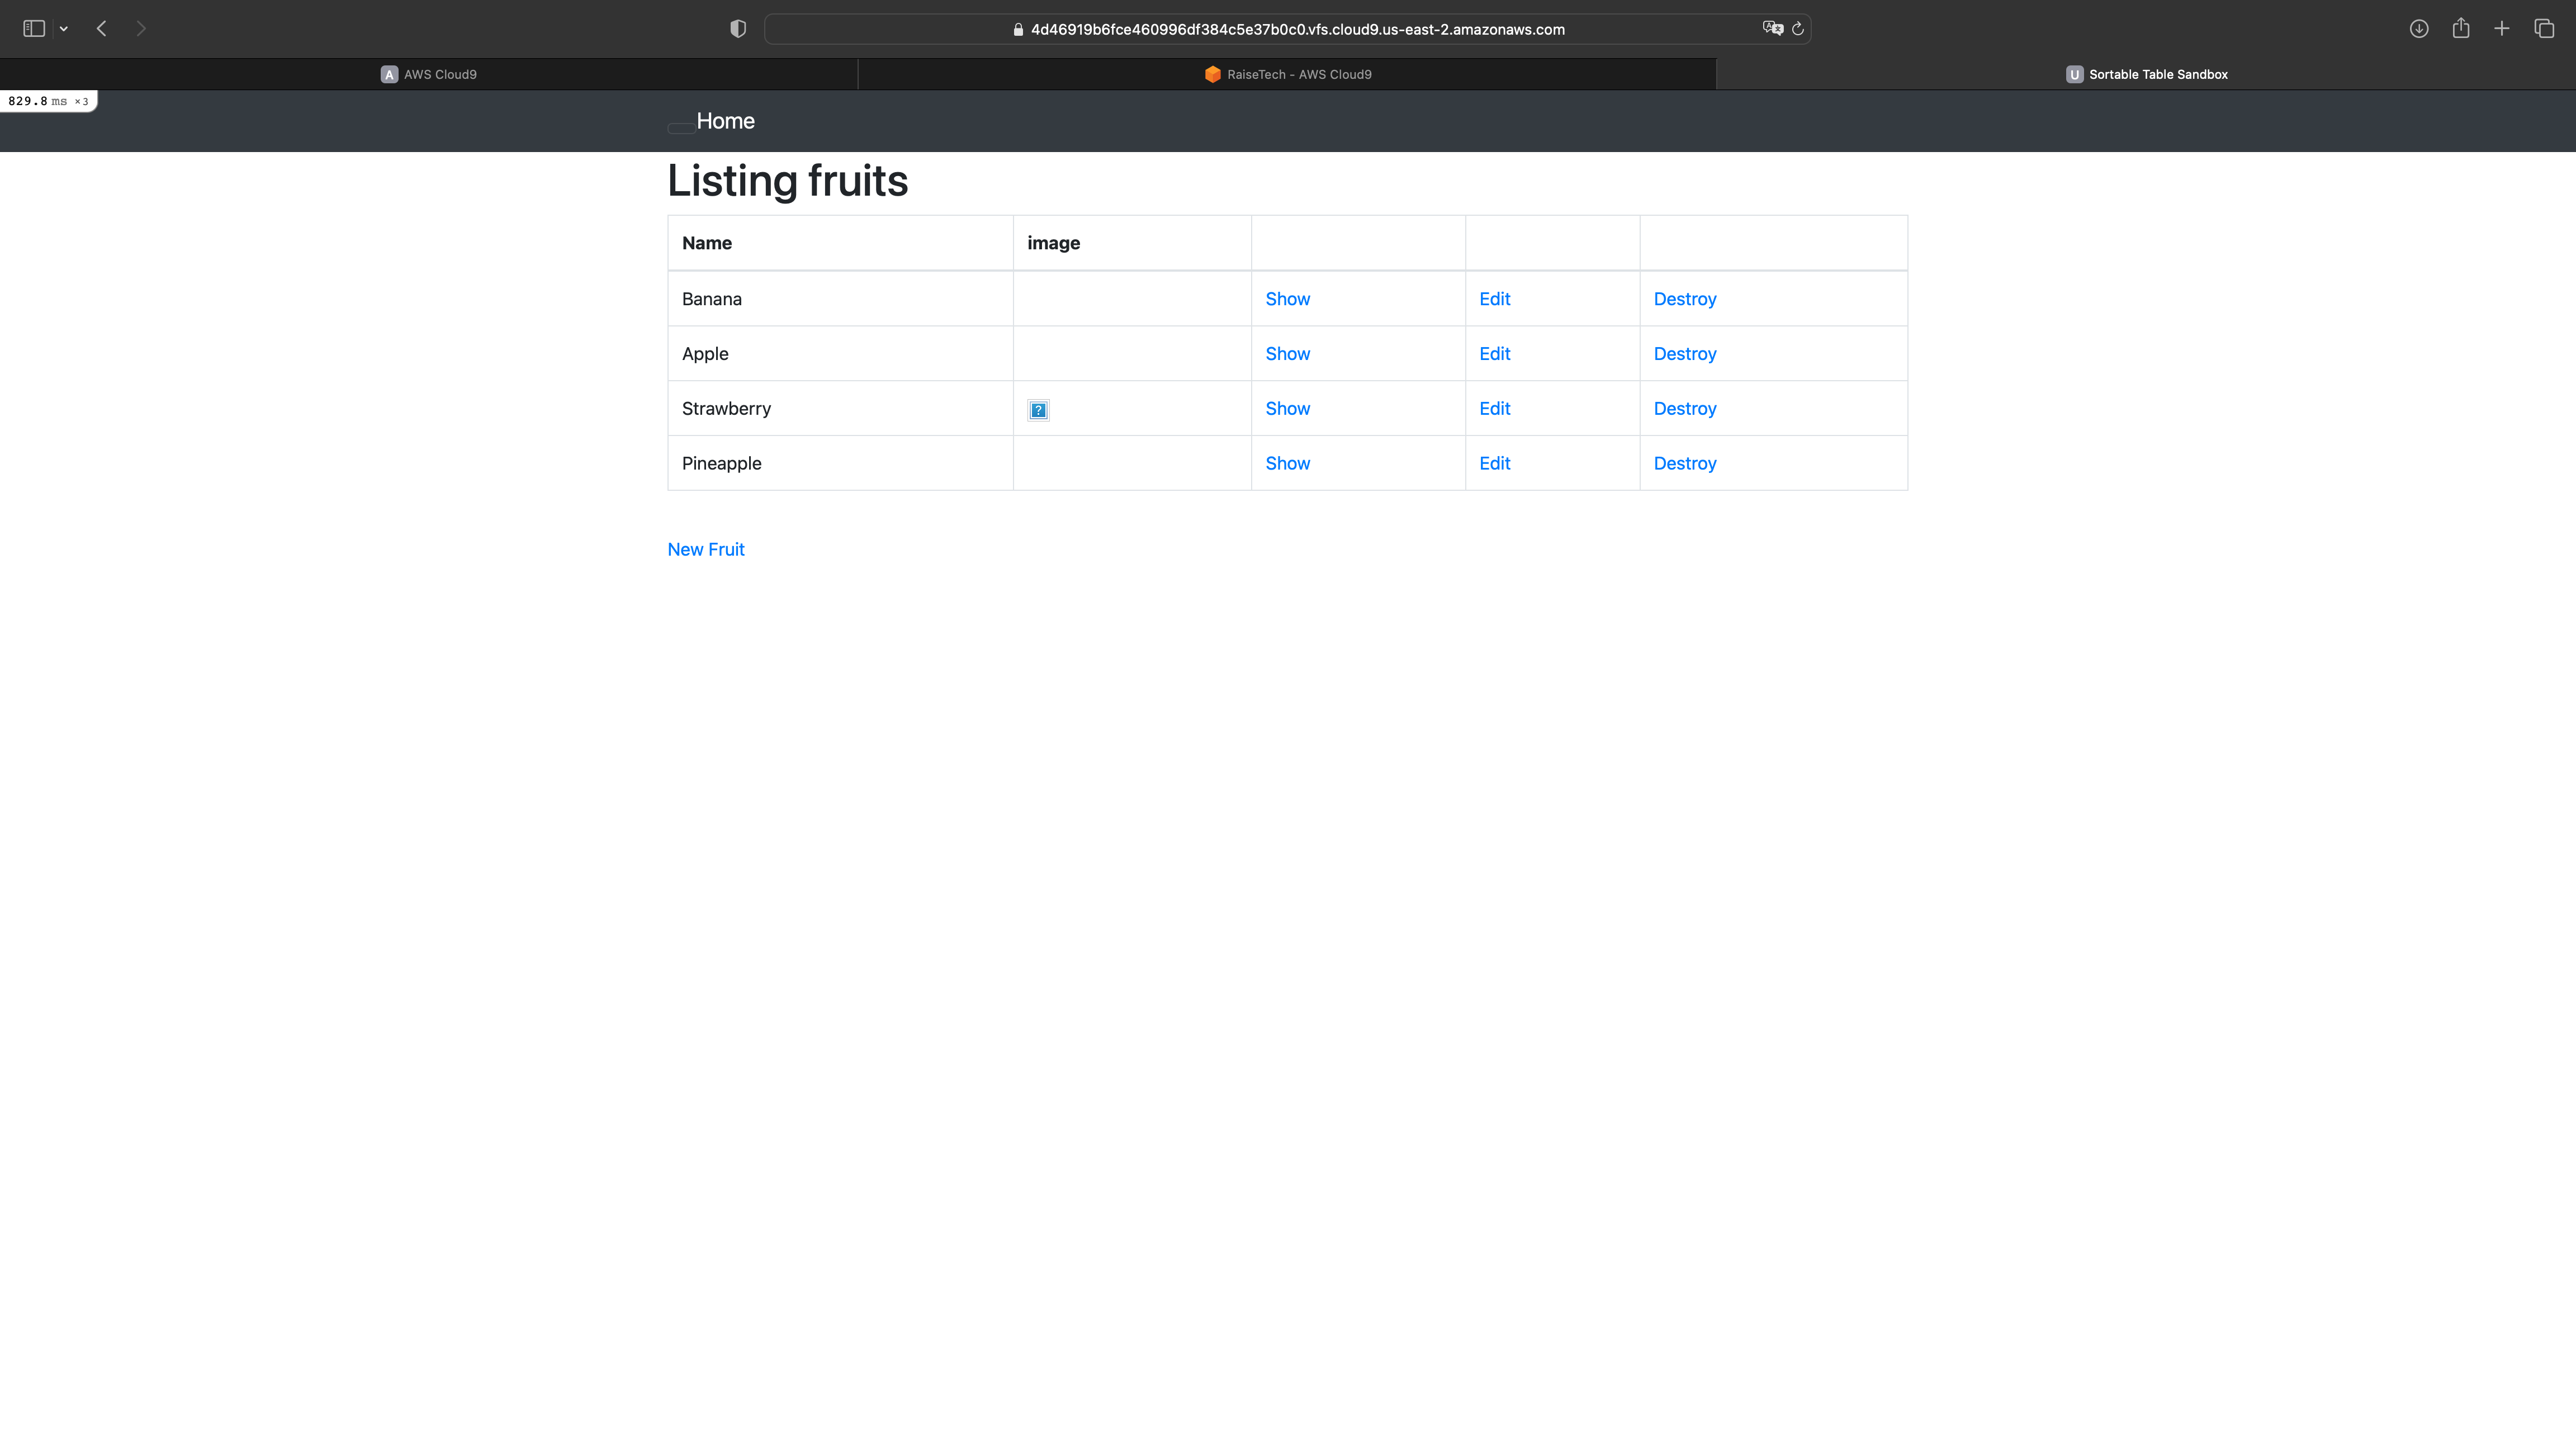 4d46919b6fce460996df384c5e37b0c0.vfs.cloud9.us-east-2.amazonaws.com
A AWS Cloud9
RaiseTech - AWS Cloud9
U Sortable Table Sandbox
829.8 ms ×3
Home
Listing fruits
Name image
Banana Show Edit Destroy
Apple Show Edit Destroy
Strawberry ? Show Edit Destroy
Pineapple Show Edit Destroy
New Fruit